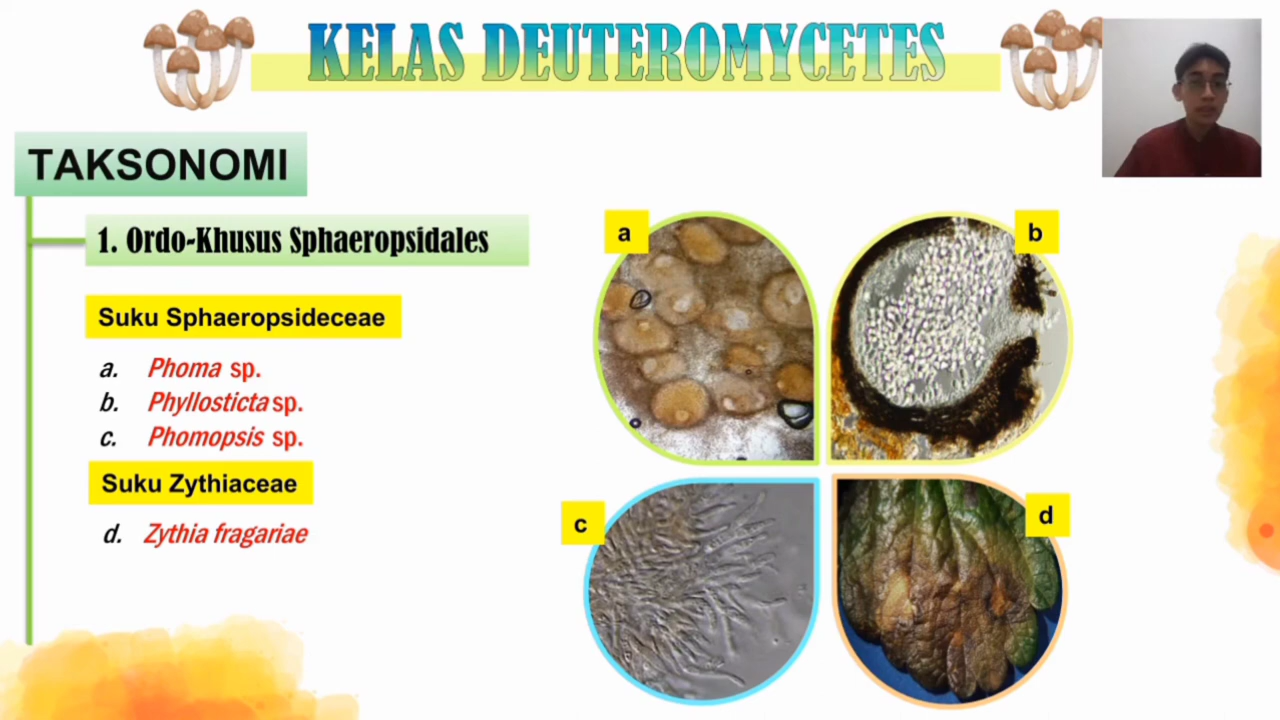 KELAS DEUTEROMYCETES
TAKSONOMI
1. Ordo-Khusus Sphaeropsidales
Suku Sphaeropsideceae
a. Phoma sp.
b. Phyllosticta sp.
c. Phomopsis sp.
Suku Zythiaceae
d. Zythia fragariae
a
b
c
d